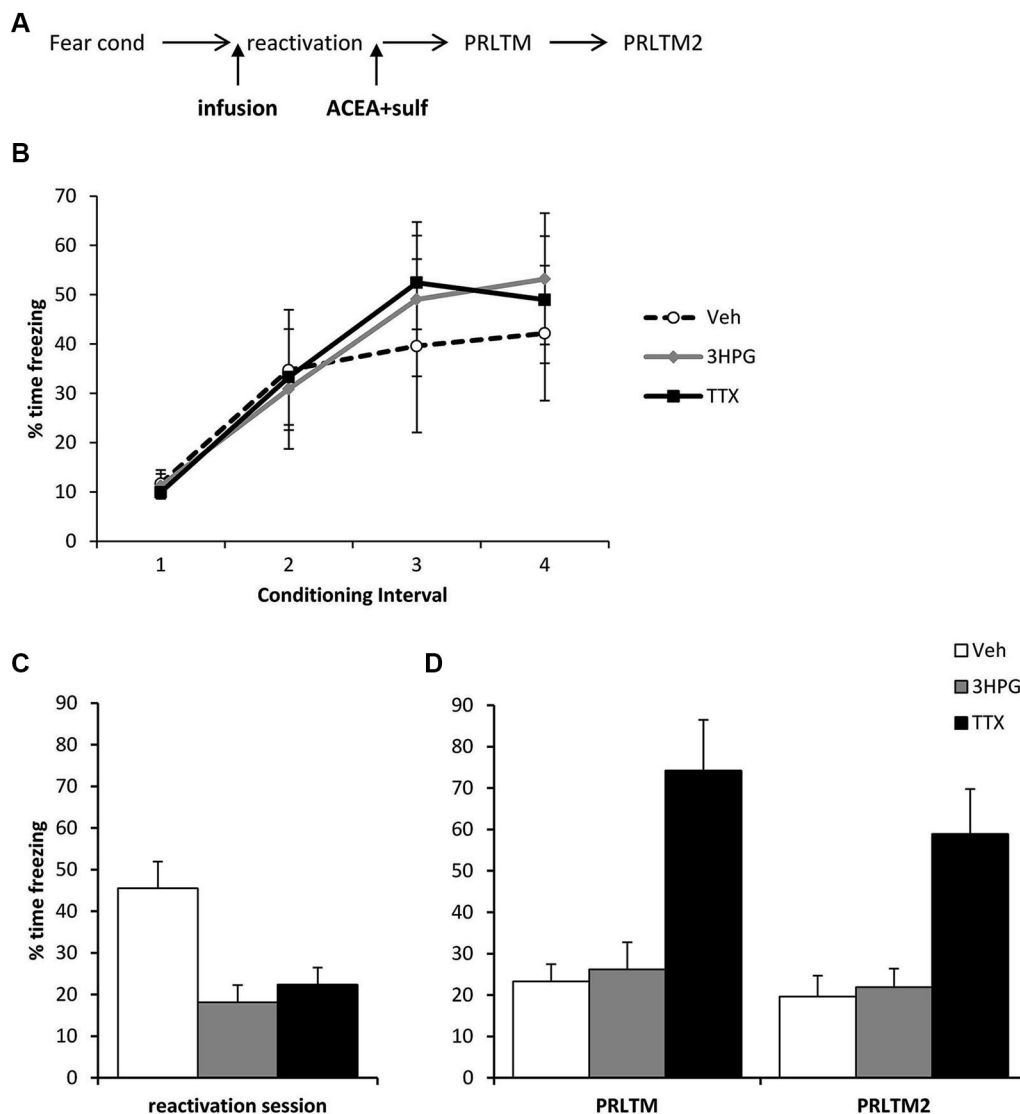 A
Fear cond → reactivation → PRLTM → PRLTM2
infusion ACEA+sulf
B
% time freezing
70
60
50
40
30
20
10
0
1 2 3 4
Conditioning Interval
Veh
3HPG
TTX
C
% time freezing
90
80
70
60
50
40
30
20
10
0
reactivation session
D
Veh
3HPG
TTX
90
80
70
60
50
40
30
20
10
0
PRLTM PRLTM2